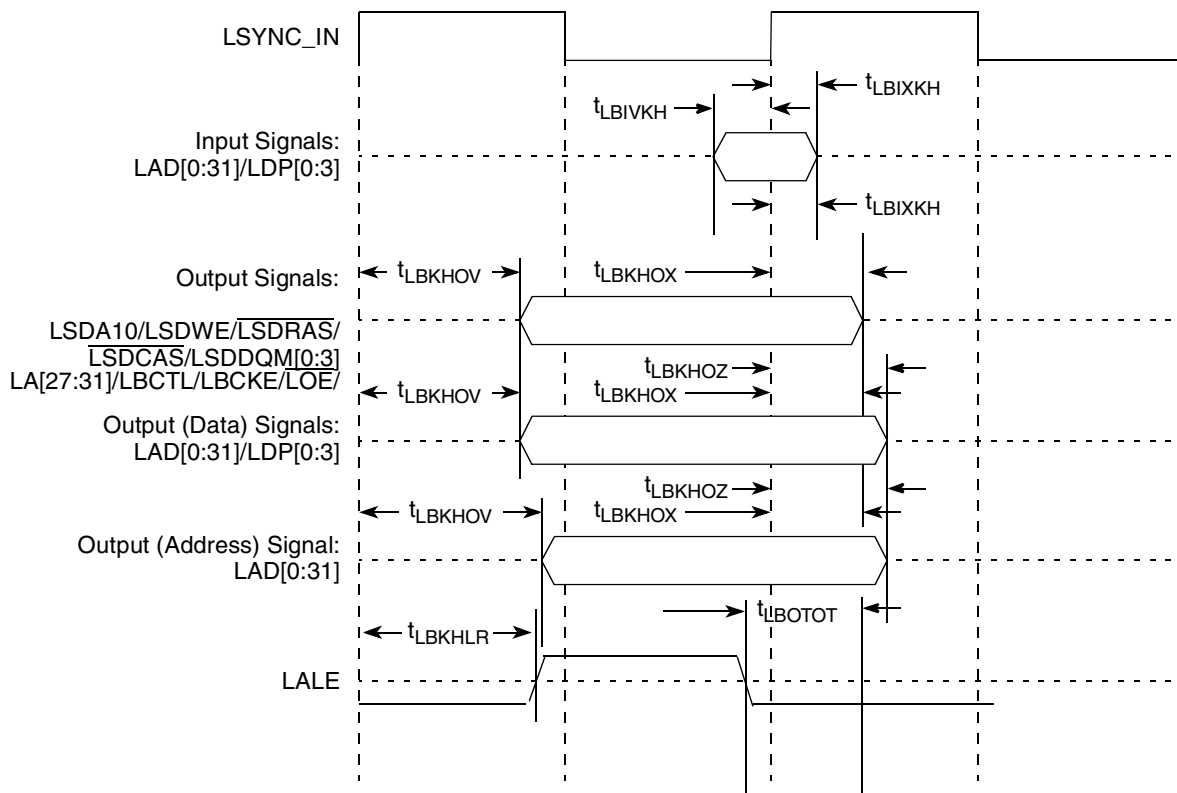 LSYNC_IN
tLBIXKH
tLBIVKH
Input Signals:
LAD[0:31]/LDP[0:3]
tLBIXKH
Output Signals:
tLBKHOV
tLBKHOX
LSDA10/LSDWE/LSDRAS/
LSDCAS/LSDDQM[0:3]
LA[27:31]/LBCTL/LBCKE/LOE/
tLBKHOZ
tLBKHOV
tLBKHOX
Output (Data) Signals:
LAD[0:31]/LDP[0:3]
tLBKHOZ
tLBKHOV
tLBKHOX
Output (Address) Signal:
LAD[0:31]
tLBOTOT
tLBKHLR
LALE